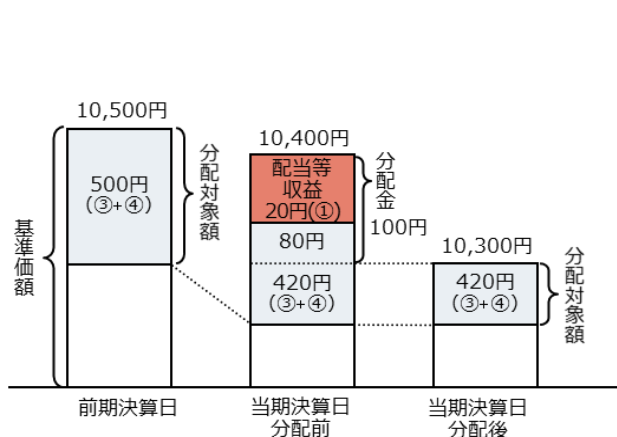 基準価額
10,500円
500円
(③+④)
分配対象額
10,400円
配当等
収益
20円(①)
80円
420円
(③+④)
分配金
100円
10,300円
420円
(③+④)
分配対象額
前期決算日
当期決算日
分配前
当期決算日
分配後